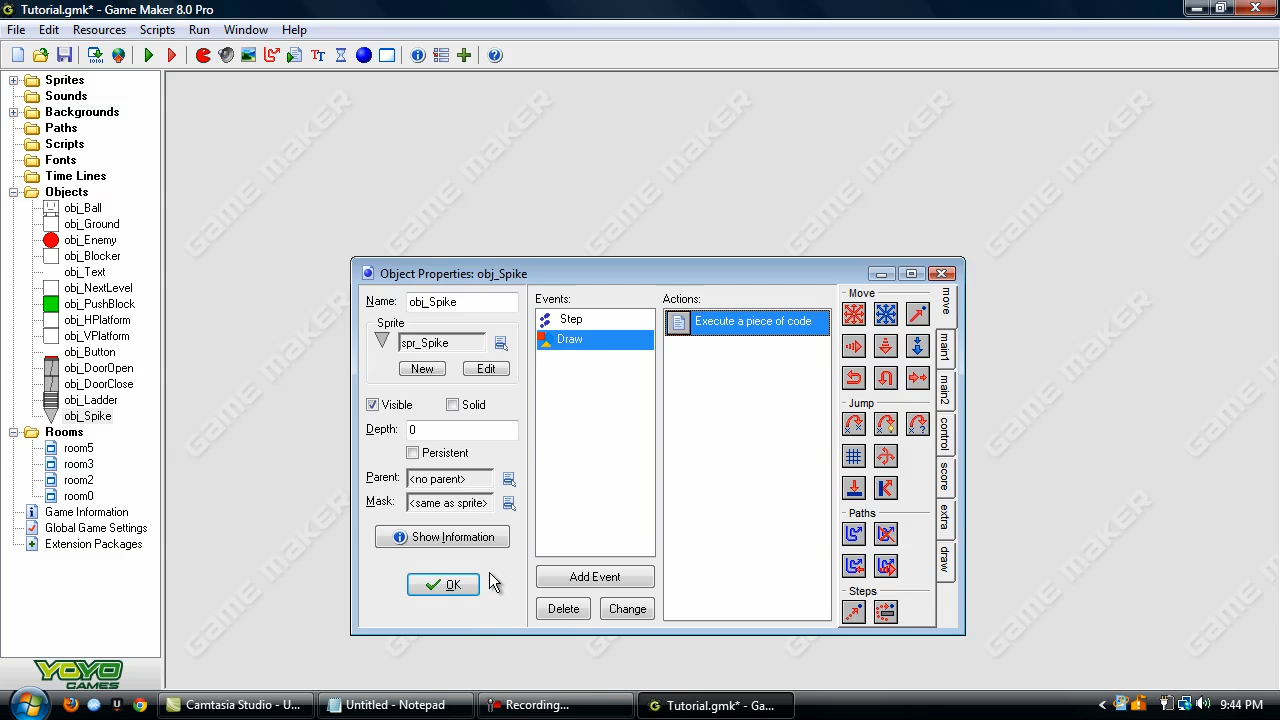 Tutorial.gmk* - Game Maker 8.0 Pro
File Edit Resources Scripts Run Window Help
Sprites
Sounds
Backgrounds
Paths
Scripts
Fonts
Time Lines
Objects
obj_Ball
obj_Ground
obj_Enemy
obj_Blocker
obj_Text
obj_NextLevel
obj_PushBlock
obj_HPlatform
obj_VPlatform
obj_Button
obj_DoorOpen
obj_DoorClose
obj_Ladder
obj_Spike
Rooms
room5
room3
room2
room0
Game Information
Global Game Settings
Extension Packages
YOYO
GAMES
GAME MAKER
Object Properties: obj_Spike
Name: obj_Spike
Sprite
spr_Spike
New Edit
Visible Solid
Depth: 0
Persistent
Parent: <no parent>
Mask: <same as sprite>
Show Information
OK
Events:
Step
Draw
Add Event
Delete Change
Actions:
Execute a piece of code
Move
Jump
Paths
Steps
move
main1
main2
control
score
extra
draw
Camtasia Studio - U... Untitled - Notepad Recording... Tutorial.gmk* - Ga... 9:44 PM